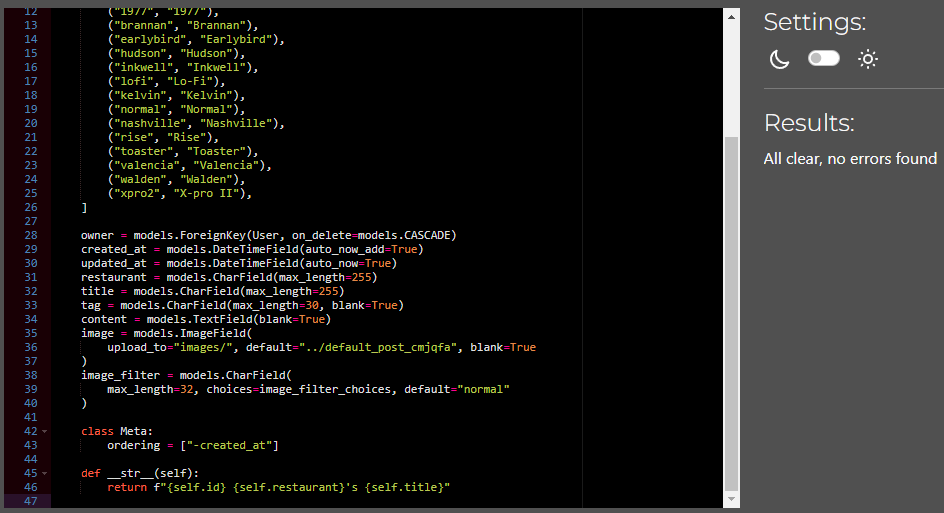 12 ("1977", "1977"),
13 ("brannan", "Brannan"),
14 ("earlybird", "Earlybird"),
15 ("hudson", "Hudson"),
16 ("inkwell", "Inkwell"),
17 ("lofi", "Lo-Fi"),
18 ("kelvin", "Kelvin"),
19 ("normal", "Normal"),
20 ("nashville", "Nashville"),
21 ("rise", "Rise"),
22 ("toaster", "Toaster"),
23 ("valencia", "Valencia"),
24 ("walden", "Walden"),
25 ("xpro2", "X-pro II"),
26 ]
27
28 owner = models.ForeignKey(User, on_delete=models.CASCADE)
29 created_at = models.DateTimeField(auto_now_add=True)
30 updated_at = models.DateTimeField(auto_now=True)
31 restaurant = models.CharField(max_length=255)
32 title = models.CharField(max_length=255)
33 tag = models.CharField(max_length=30, blank=True)
34 content = models.TextField(blank=True)
35 image = models.ImageField(
36 upload_to="images/", default="../default_post_cmjqfa", blank=True
37 )
38 image_filter = models.CharField(
39 max_length=32, choices=image_filter_choices, default="normal"
40 )
41
42 class Meta:
43 ordering = ["-created_at"]
44
45 def __str__(self):
46 return f"{self.id} {self.restaurant}'s {self.title}"
47
Settings:
Results:
All clear, no errors found